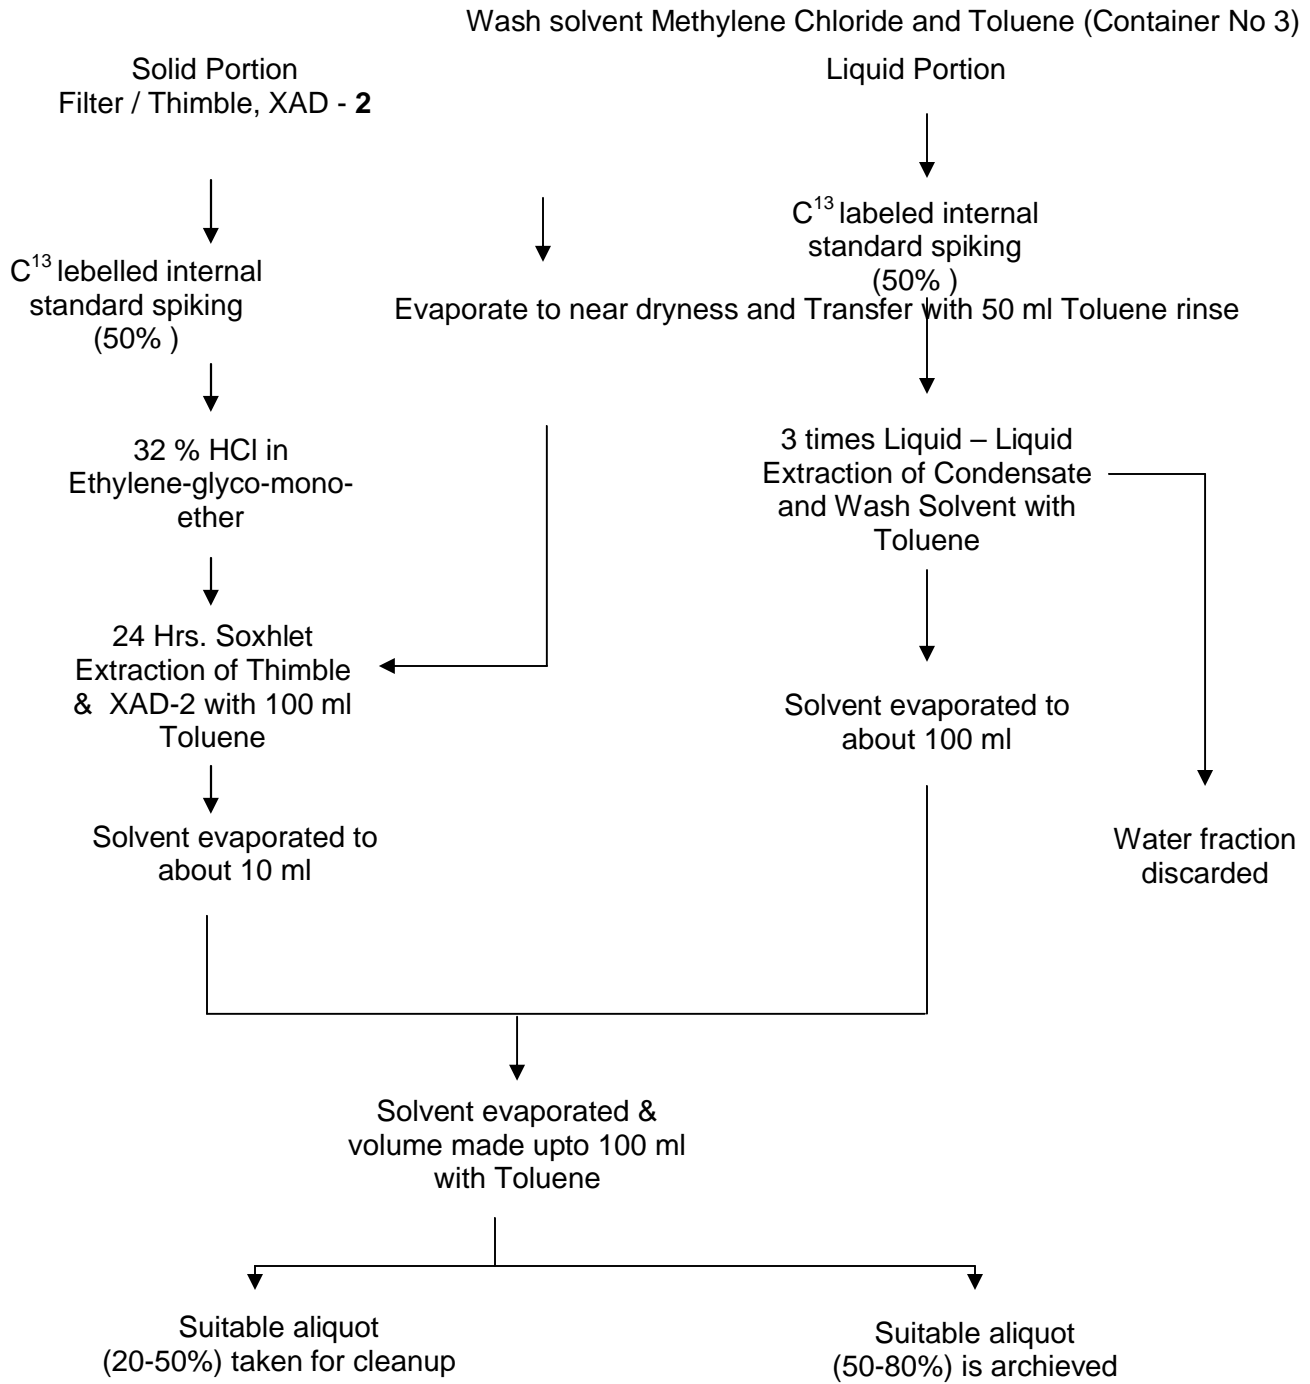 Wash solvent Methylene Chloride and Toluene (Container No 3)
Solid Portion
Filter / Thimble, XAD - 2
Liquid Portion
C13 lebelled internal
standard spiking
(50% )
C13 labeled internal
standard spiking
(50% )
Evaporate to near dryness and Transfer with 50 ml Toluene rinse
32 % HCl in
Ethylene-glyco-mono-
ether
3 times Liquid – Liquid
Extraction of Condensate
and Wash Solvent with
Toluene
24 Hrs. Soxhlet
Extraction of Thimble
& XAD-2 with 100 ml
Toluene
Solvent evaporated to
about 100 ml
Solvent evaporated to
about 10 ml
Water fraction
discarded
Solvent evaporated &
volume made upto 100 ml
with Toluene
Suitable aliquot
(20-50%) taken for cleanup
Suitable aliquot
(50-80%) is archieved